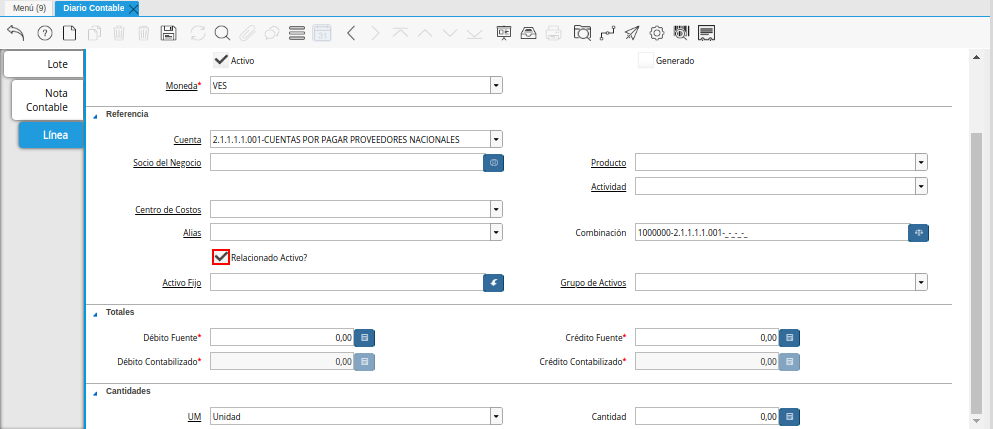 Menú (9) Diario Contable
Lote
Nota
Contable
Línea
Activo Generado
Moneda* VES
Referencia
Cuenta 2.1.1.1.1.001-CUENTAS POR PAGAR PROVEEDORES NACIONALES
Socio del Negocio Producto
Actividad
Centro de Costos
Alias Combinación 1000000-2.1.1.1.1.001-_-_-_-_
Relacionado Activo?
Activo Fijo Grupo de Activos
Totales
Débito Fuente* 0,00 Crédito Fuente* 0,00
Débito Contabilizado* 0,00 Crédito Contabilizado* 0,00
Cantidades
UM Unidad Cantidad 0,00